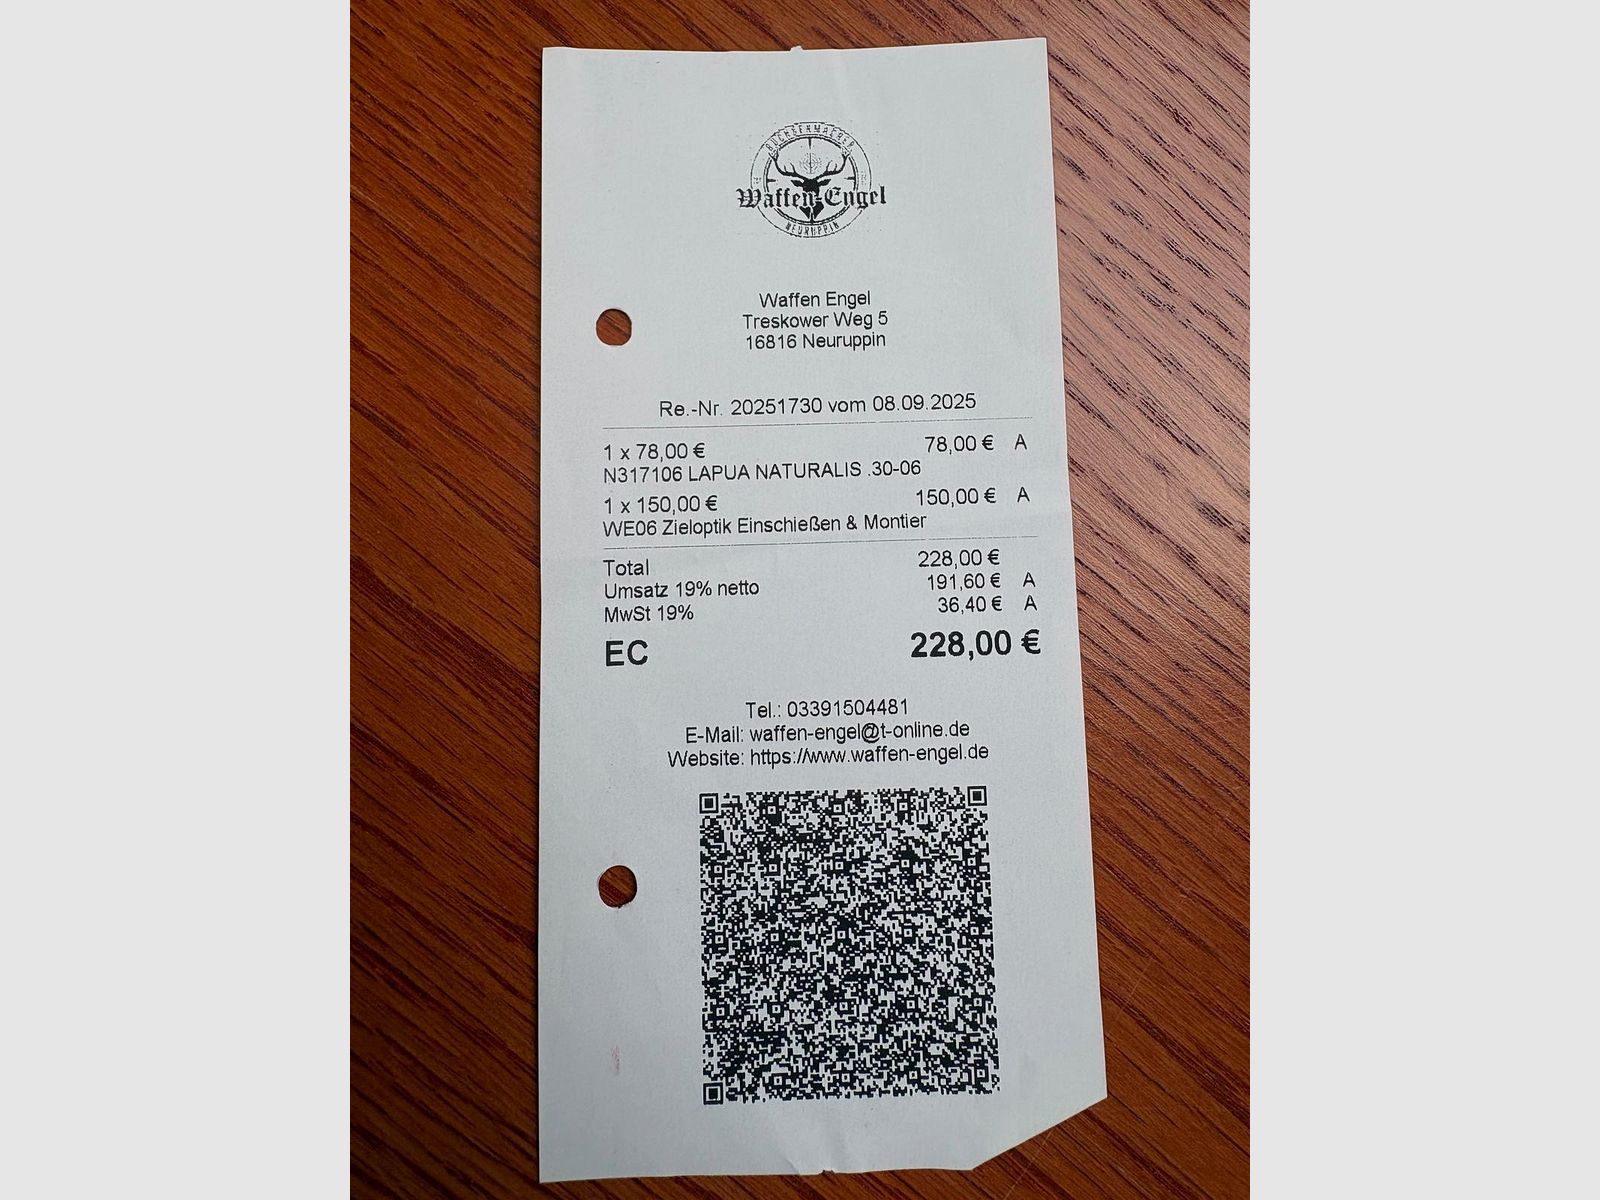 BÜCHSENMACHER
Waffen-Engel
NEURUPPIN
Waffen Engel
Treskower Weg 5
16816 Neuruppin
Re.-Nr. 20251730 vom 08.09.2025
1 x 78,00 € 78,00 € A
N317106 LAPUA NATURALIS .30-06
1 x 150,00 € 150,00 € A
WE06 Zieloptik Einschießen & Montier
Total 228,00 €
Umsatz 19% netto 191,60 € A
MwSt 19% 36,40 € A
EC 228,00 €
Tel.: 03391504481
E-Mail: waffen-engel@t-online.de
Website: https://www.waffen-engel.de